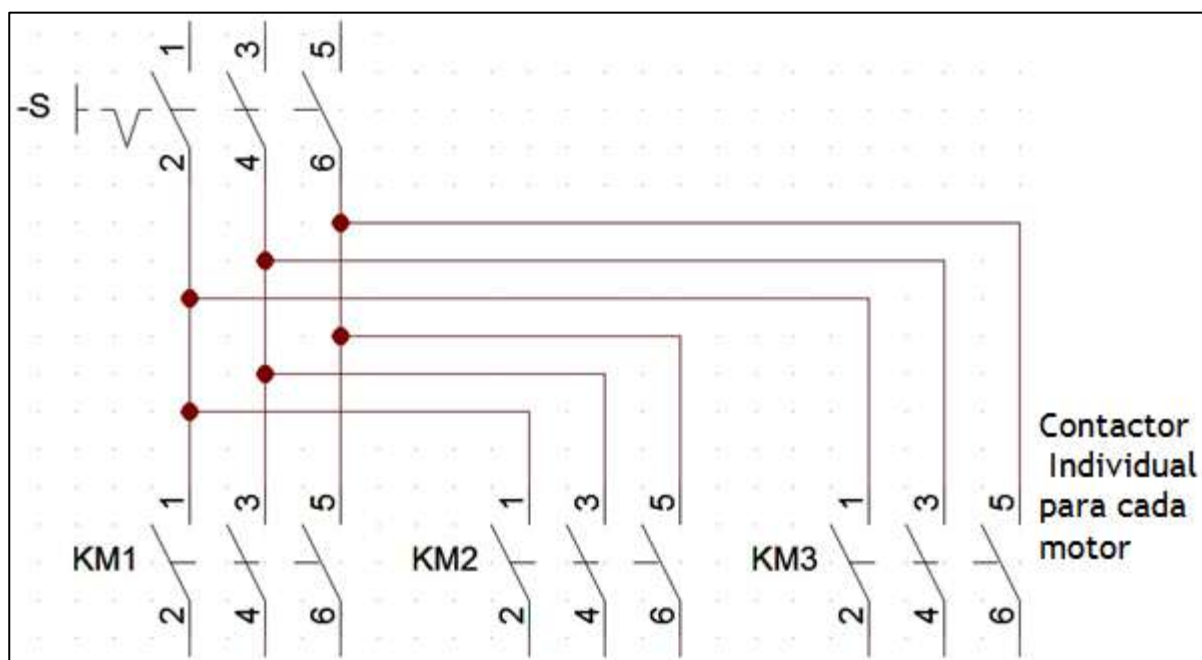 1 3 5
-S
2 4 6
Contactor
Individual
para cada
motor
1 3 5 1 3 5 1 3 5
KM1 KM2 KM3
2 4 6 2 4 6 2 4 6